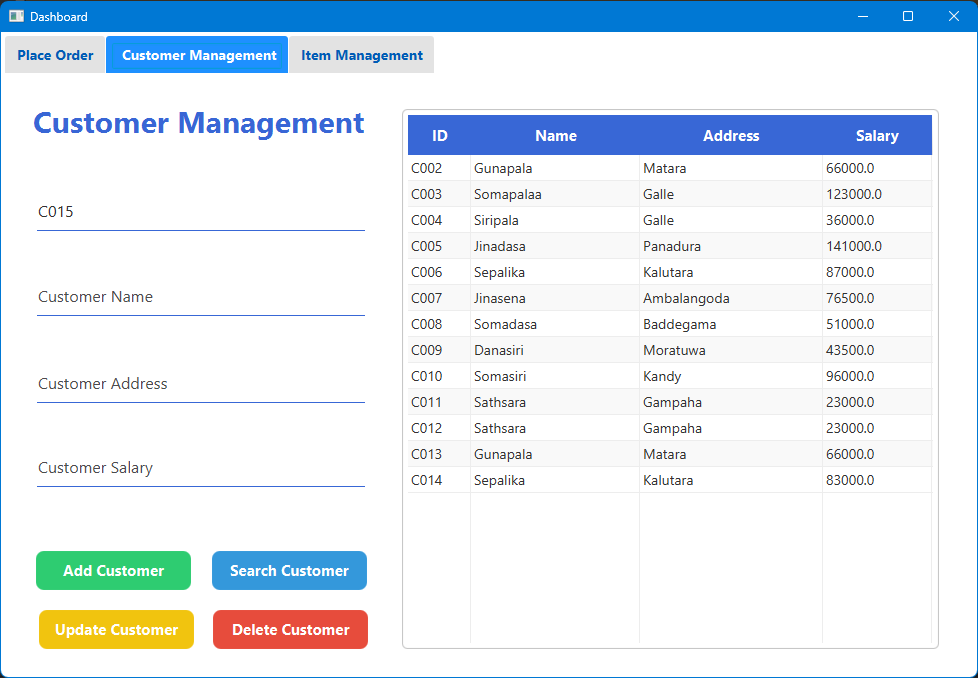 Dashboard
Place Order Customer Management Item Management
Customer Management
C015
Customer Name
Customer Address
Customer Salary
Add Customer Search Customer
Update Customer Delete Customer
ID Name Address Salary
C002 Gunapala Matara 66000.0
C003 Somapalaa Galle 123000.0
C004 Siripala Galle 36000.0
C005 Jinadasa Panadura 141000.0
C006 Sepalika Kalutara 87000.0
C007 Jinasena Ambalangoda 76500.0
C008 Somadasa Baddegama 51000.0
C009 Danasiri Moratuwa 43500.0
C010 Somasiri Kandy 96000.0
C011 Sathsara Gampaha 23000.0
C012 Sathsara Gampaha 23000.0
C013 Gunapala Matara 66000.0
C014 Sepalika Kalutara 83000.0